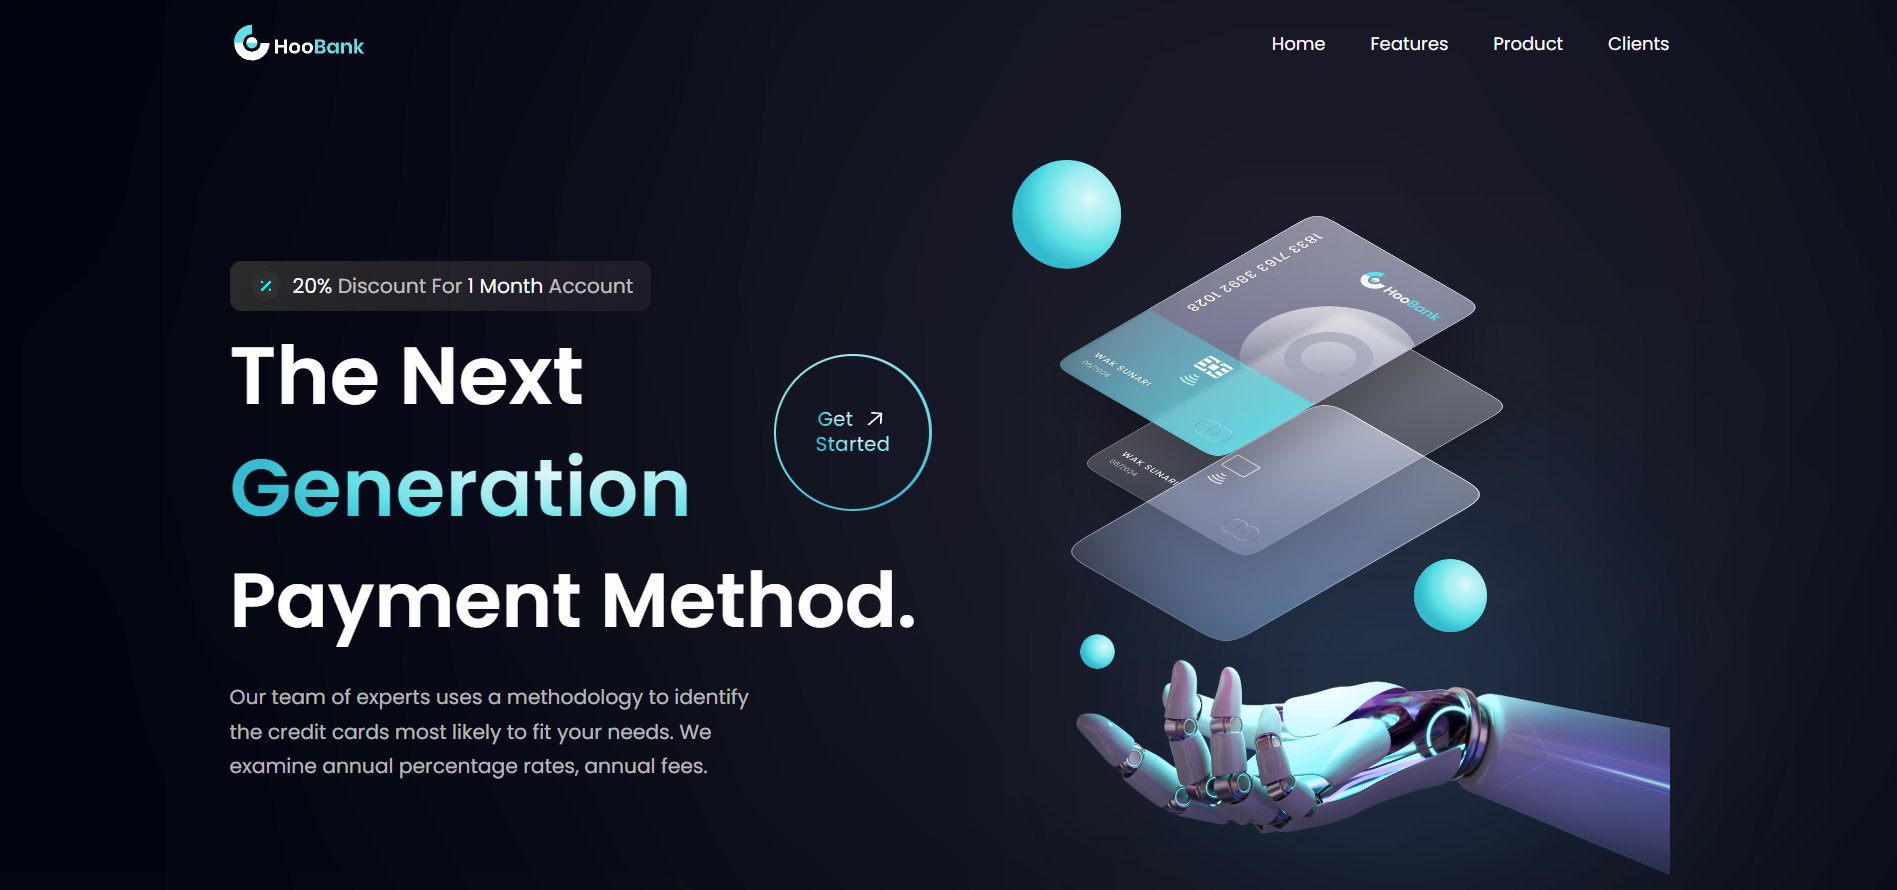 HooBank
Home Features Product Clients
20% Discount For 1 Month Account
The Next
Generation
Payment Method.
Get
Started
Our team of experts uses a methodology to identify
the credit cards most likely to fit your needs. We
examine annual percentage rates, annual fees.
1833 7163 3892 1028
HooBank
WAK SUNARI
06/2024
WAK SUNARI
06/2024